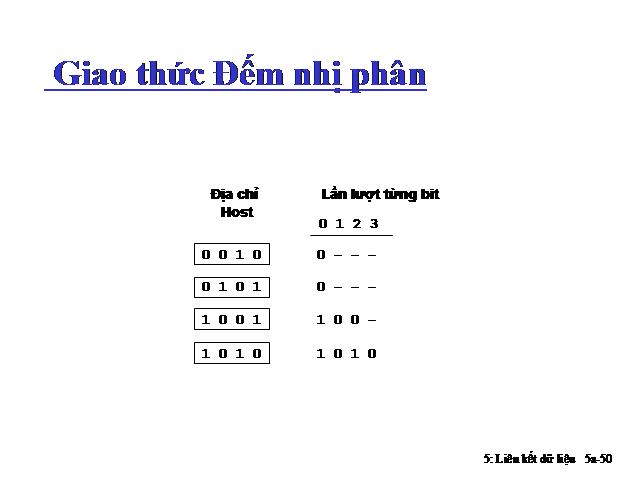 Giao thức Đếm nhị phân
Địa chỉ Lần lượt từng bit
Host
0 1 2 3
0 0 1 0 0 – – –
0 1 0 1 0 – – –
1 0 0 1 1 0 0 –
1 0 1 0 1 0 1 0
5: Liên kết dữ liệu 5a-50